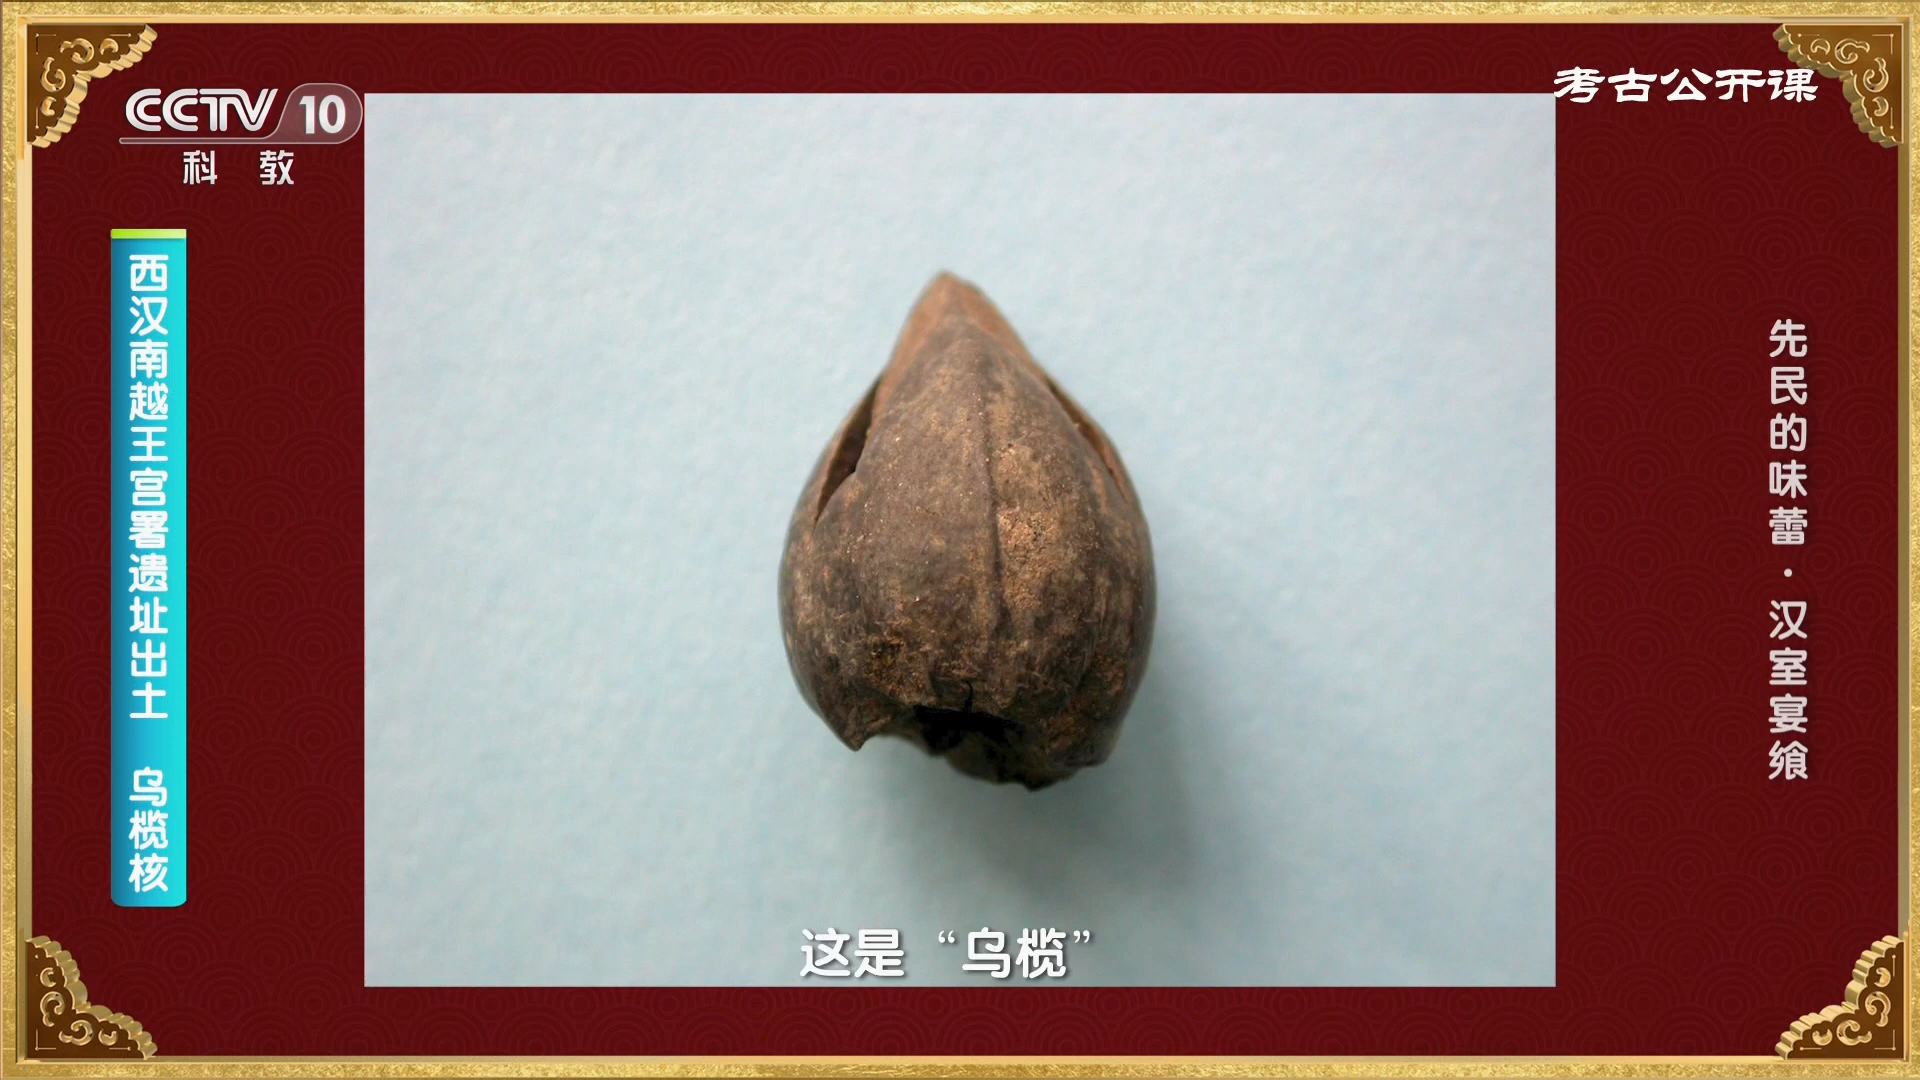 CCTV 10
科 教
考古公开课
西汉南越王宫署遗址出土 乌榄核
先民的味蕾·汉室宴飨
这是“乌榄”